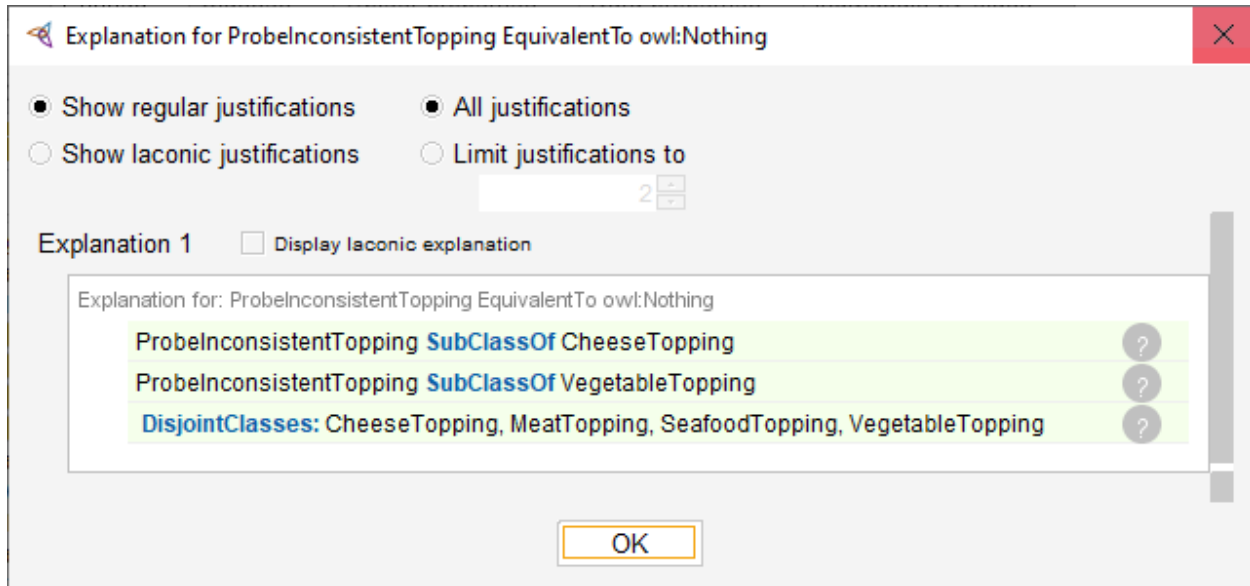 Explanation for ProbeInconsistentTopping EquivalentTo owl:Nothing
Show regular justifications All justifications
Show laconic justifications Limit justifications to
2
Explanation 1 Display laconic explanation
Explanation for: ProbeInconsistentTopping EquivalentTo owl:Nothing
ProbeInconsistentTopping SubClassOf CheeseTopping ?
ProbeInconsistentTopping SubClassOf VegetableTopping ?
DisjointClasses: CheeseTopping, MeatTopping, SeafoodTopping, VegetableTopping ?
OK